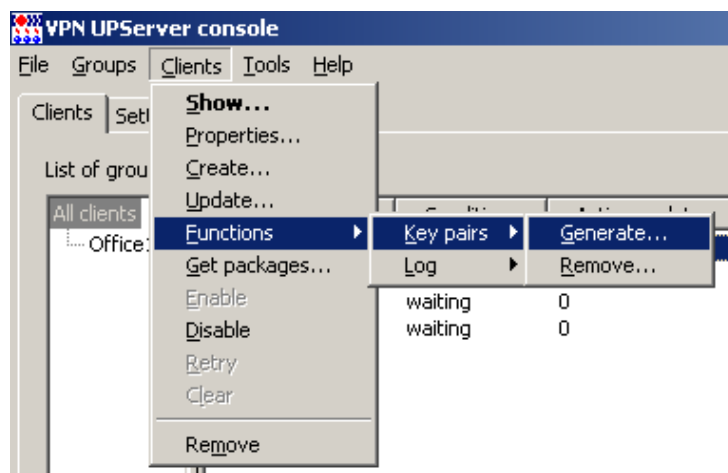 VPN UPServer console
File Groups Clients Tools Help
Clients
List of grou
All clients
Office1
Show...
Properties...
Create...
Update...
Functions
Get packages...
Enable
Disable
Retry
Clear
Remove
Key pairs
Log
Generate...
Remove...
waiting 0
waiting 0